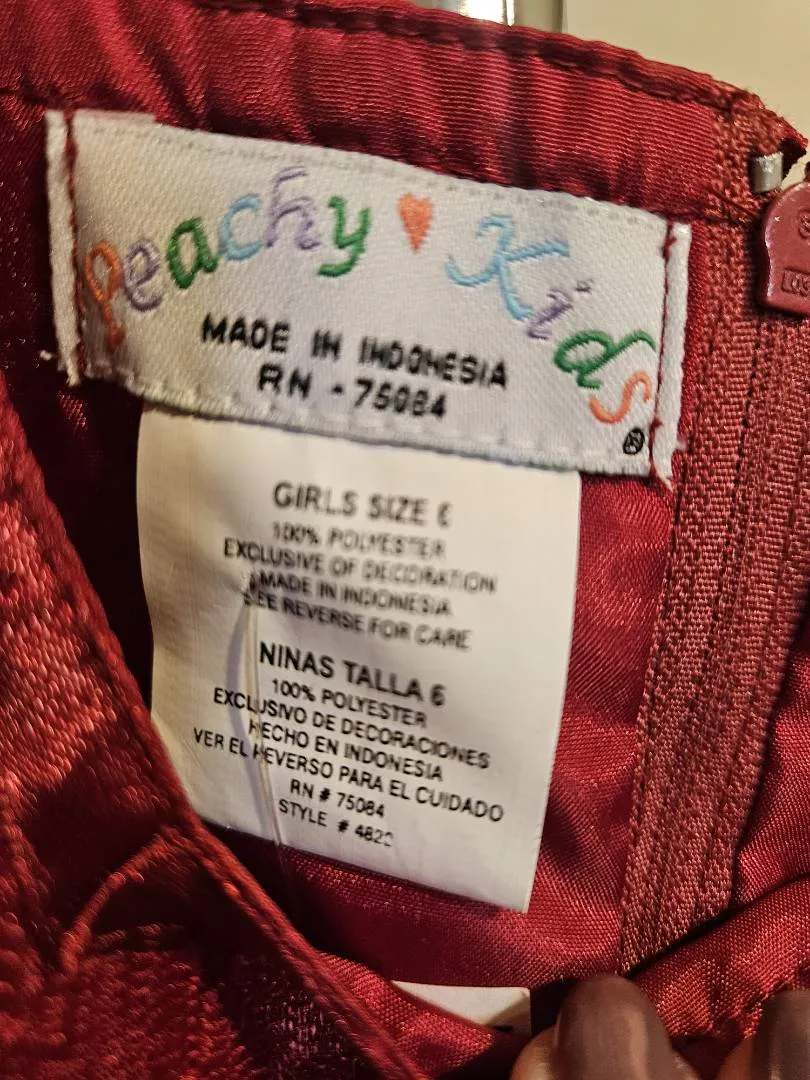 Peachy ♥ Kids
MADE IN INDONESIA
RN - 75084
®
GIRLS SIZE 6
100% POLYESTER
EXCLUSIVE OF DECORATION
MADE IN INDONESIA
SEE REVERSE FOR CARE
NINAS TALLA 6
100% POLYESTER
EXCLUSIVO DE DECORACIONES
HECHO EN INDONESIA
VER EL REVERSO PARA EL CUIDADO
RN # 75084
STYLE #